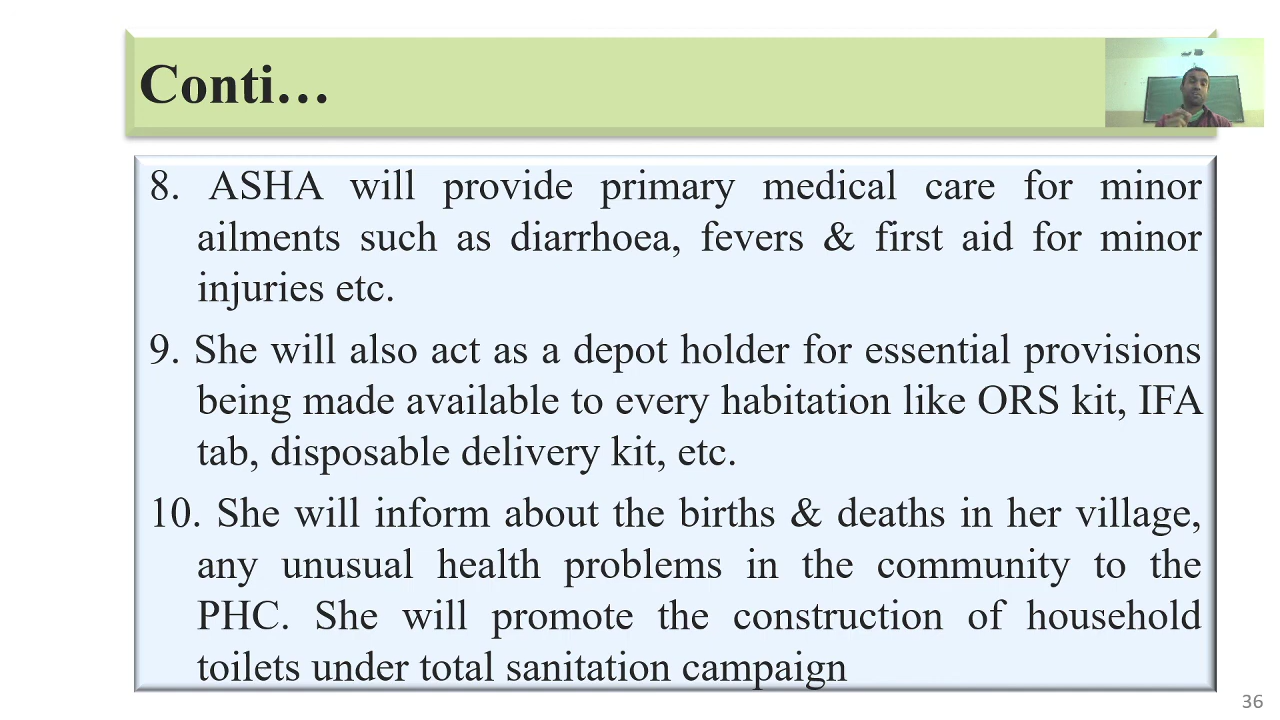 Conti…
8. ASHA will provide primary medical care for minor
ailments such as diarrhoea, fevers & first aid for minor
injuries etc.
9. She will also act as a depot holder for essential provisions
being made available to every habitation like ORS kit, IFA
tab, disposable delivery kit, etc.
10. She will inform about the births & deaths in her village,
any unusual health problems in the community to the
PHC. She will promote the construction of household
toilets under total sanitation campaign
36